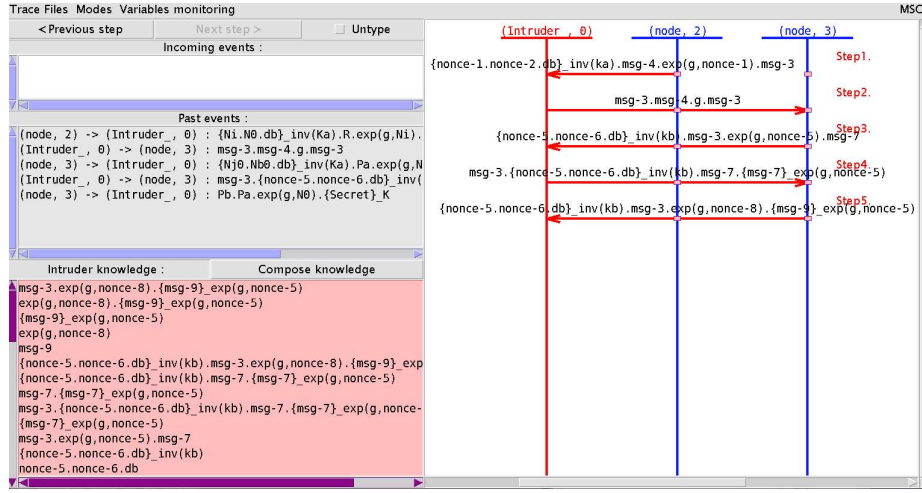 Trace Files Modes Variables monitoring
MSC
<Previous step
Next step >
Untype
Incoming events :
Past events :
(node, 2) -> (Intruder_, 0) : {Ni.N0.db}_inv(Ka).R.exp(g,Ni).
(Intruder_, 0) -> (node, 3) : msg-3.msg-4.g.msg-3
(node, 3) -> (Intruder_, 0) : {Nj0.Nb0.db}_inv(Ka).Pa.exp(g,N
(Intruder_, 0) -> (node, 3) : msg-3.{nonce-5.nonce-6.db}_inv(
(node, 3) -> (Intruder_, 0) : Pb.Pa.exp(g,N0).{Secret}_K
Intruder knowledge :
Compose knowledge
msg-3.exp(g,nonce-8).{msg-9}_exp(g,nonce-5)
exp(g,nonce-8).{msg-9}_exp(g,nonce-5)
{msg-9}_exp(g,nonce-5)
exp(g,nonce-8)
msg-9
{nonce-5.nonce-6.db}_inv(kb).msg-3.exp(g,nonce-8).{msg-9}_exp
{nonce-5.nonce-6.db}_inv(kb).msg-7.{msg-7}_exp(g,nonce-5)
msg-7.{msg-7}_exp(g,nonce-5)
msg-3.{nonce-5.nonce-6.db}_inv(kb).msg-7.{msg-7}_exp(g,nonce-
{msg-7}_exp(g,nonce-5)
msg-3.exp(g,nonce-5).msg-7
{nonce-5.nonce-6.db}_inv(kb)
nonce-5.nonce-6.db
(Intruder_, 0)
(node, 2)
(node, 3)
Step1.
{nonce-1.nonce-2.db}_inv(ka).msg-4.exp(g,nonce-1).msg-3
Step2.
msg-3.msg-4.g.msg-3
Step3.
{nonce-5.nonce-6.db}_inv(kb).msg-3.exp(g,nonce-5).msg-7
Step4.
msg-3.{nonce-5.nonce-6.db}_inv(kb).msg-7.{msg-7}_exp(g,nonce-5)
Step5.
{nonce-5.nonce-6.db}_inv(kb).msg-3.exp(g,nonce-8).{msg-9}_exp(g,nonce-5)